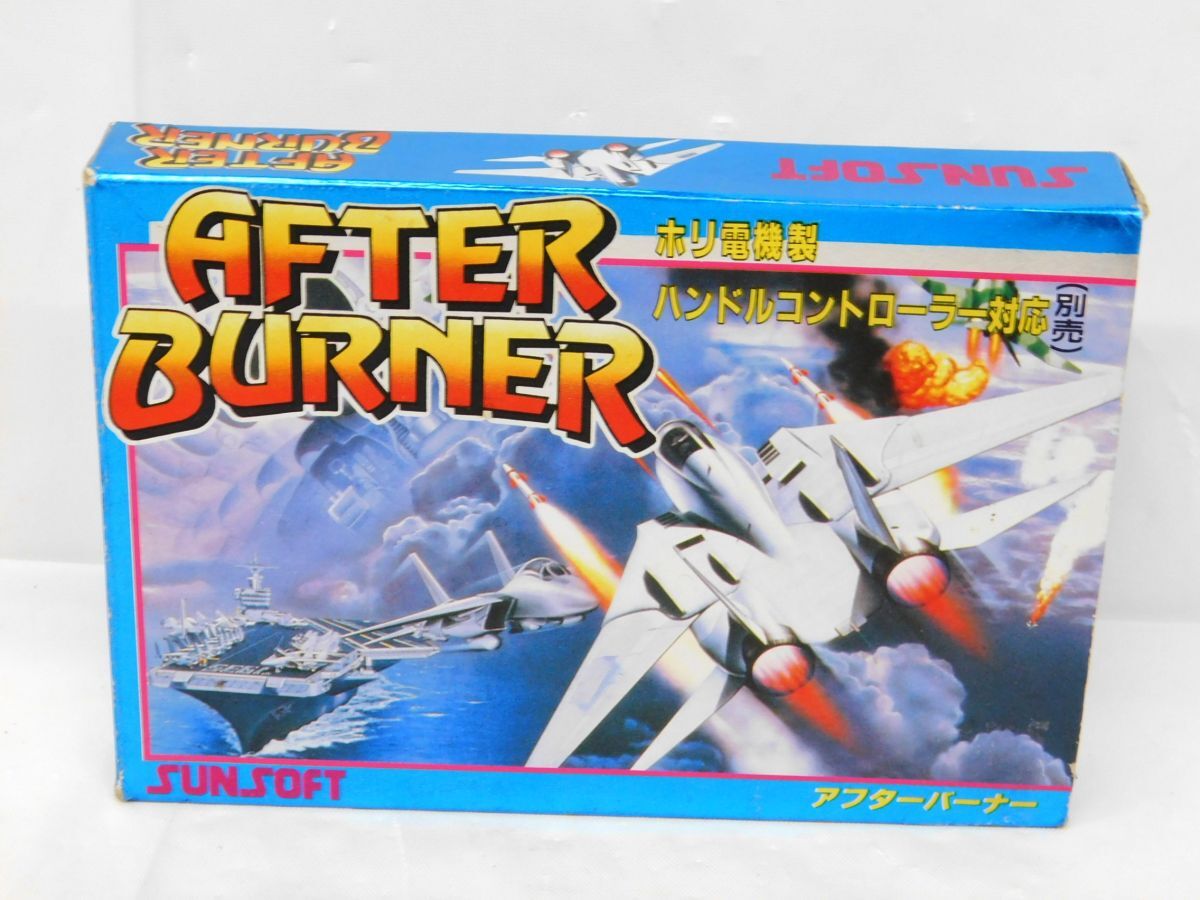 AFTER
BURNER
SUNSOFT
AFTER
BURNER
ホリ電機製
ハンドルコントローラー対応
(別売)
SUNSOFT
アフターバーナー